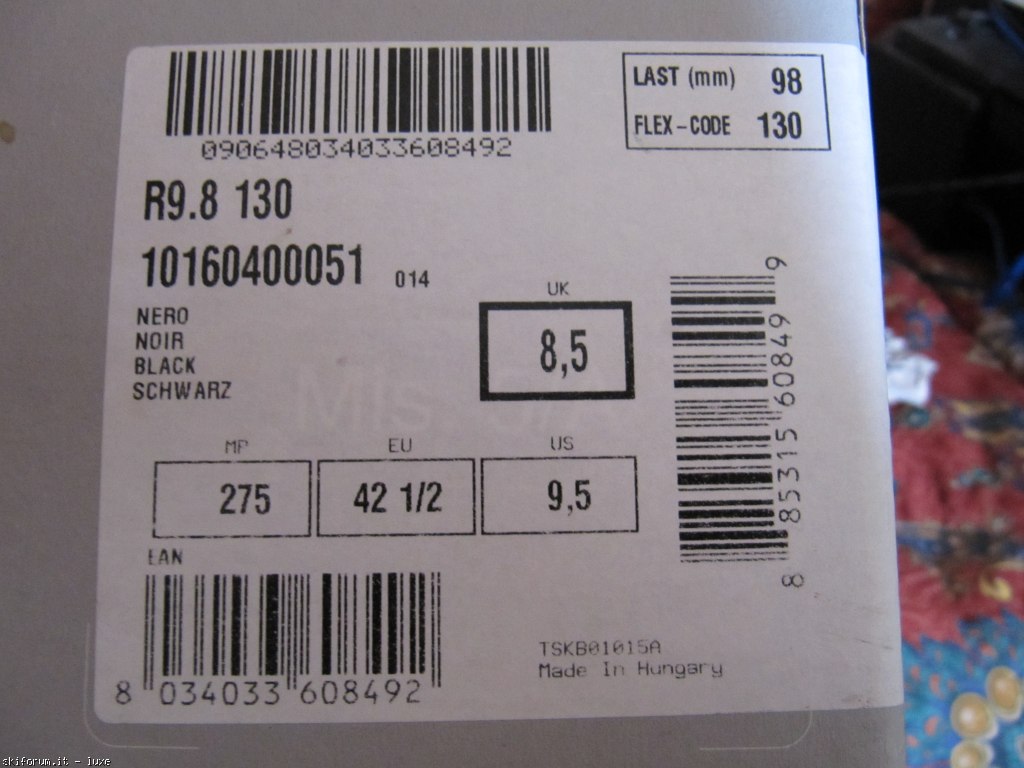 090648034033608492
LAST (mm) 98
FLEX-CODE 130
R9.8 130
10160400051 014
NERO
NOIR
BLACK
SCHWARZ
UK
8,5
MP EU US
275 42 1/2 9,5
8 85315 60849 9
EAN
8 034033 608492
TSKB01015A
Made In Hungary
skiforum.it - iuxe